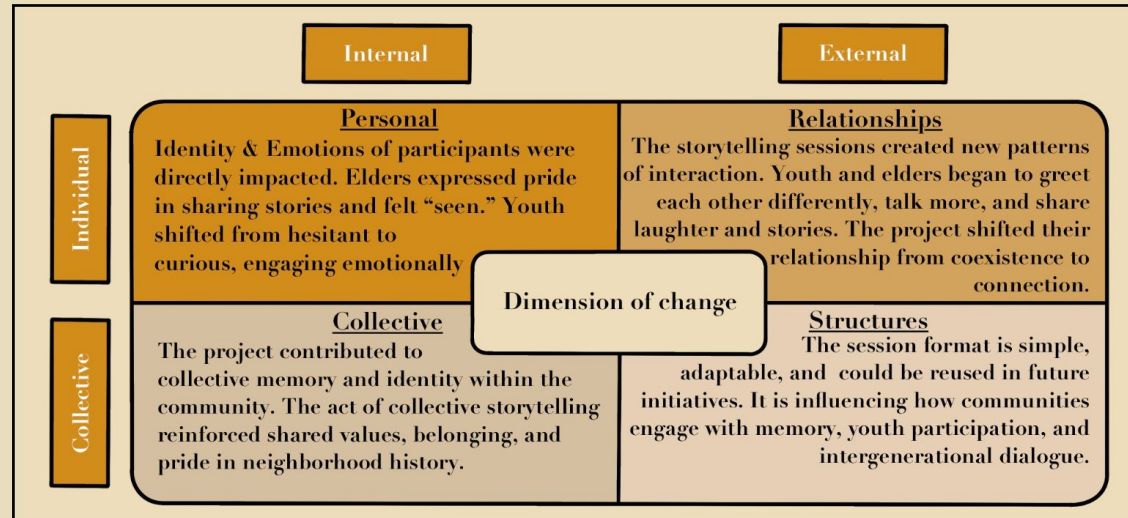 Internal
External
Individual
Personal
Identity & Emotions of participants were
directly impacted. Elders expressed pride
in sharing stories and felt “seen.” Youth
shifted from hesitant to
curious, engaging emotionally
Relationships
The storytelling sessions created new patterns
of interaction. Youth and elders began to greet
each other differently, talk more, and share
laughter and stories. The project shifted their
relationship from coexistence to
connection.
Dimension of change
Collective
Collective
The project contributed to
collective memory and identity within the
community. The act of collective storytelling
reinforced shared values, belonging, and
pride in neighborhood history.
Structures
The session format is simple,
adaptable, and could be reused in future
initiatives. It is influencing how communities
engage with memory, youth participation, and
intergenerational dialogue.